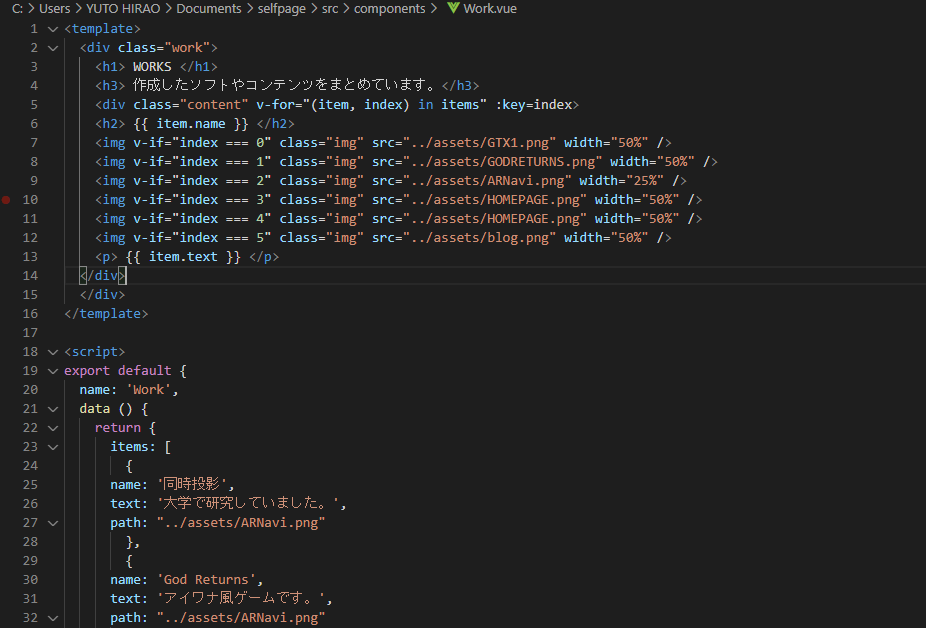 C: > Users > YUTO HIRAO > Documents > selfpage > src > components > Work.vue
1 <template>
2 <div class="work">
3 <h1> WORKS </h1>
4 <h3> 作成したソフトやコンテンツをまとめています。</h3>
5 <div class="content" v-for="(item, index) in items" :key=index>
6 <h2> {{ item.name }} </h2>
7 <img v-if="index === 0" class="img" src="../assets/GTX1.png" width="50%" />
8 <img v-if="index === 1" class="img" src="../assets/GODRETURNS.png" width="50%" />
9 <img v-if="index === 2" class="img" src="../assets/ARNavi.png" width="25%" />
10 <img v-if="index === 3" class="img" src="../assets/HOMEPAGE.png" width="50%" />
11 <img v-if="index === 4" class="img" src="../assets/HOMEPAGE.png" width="50%" />
12 <img v-if="index === 5" class="img" src="../assets/blog.png" width="50%" />
13 <p> {{ item.text }} </p>
14 </div>
15 </div>
16 </template>
17
18 <script>
19 export default {
20 name: 'Work',
21 data () {
22 return {
23 items: [
24 {
25 name: '同時投影',
26 text: '大学で研究していました。',
27 path: "../assets/ARNavi.png"
28 },
29 {
30 name: 'God Returns',
31 text: 'アイワナ風ゲームです。',
32 path: "../assets/ARNavi.png"